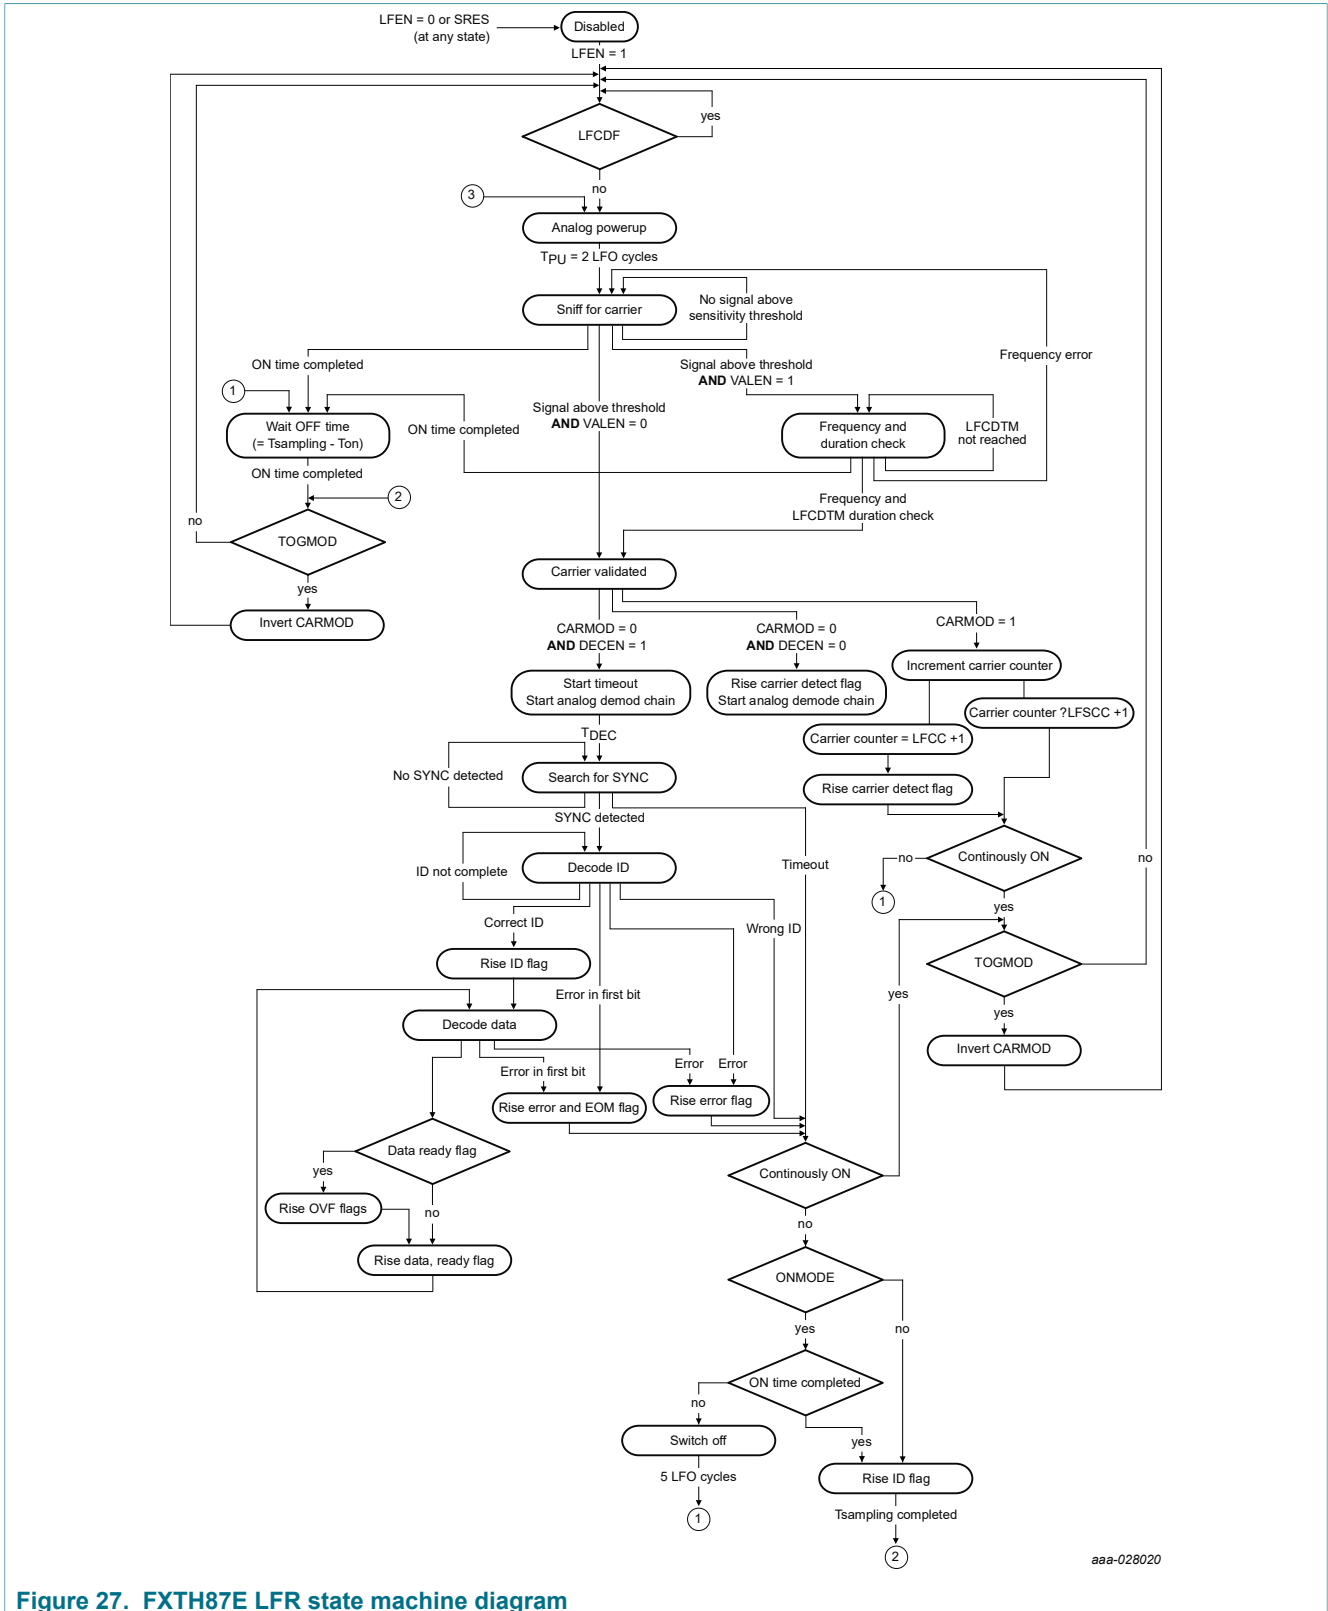 LFEN = 0 or SRES
(at any state)
Disabled
LFEN = 1
yes
LFCDF
no
3
Analog powerup
TPU = 2 LFO cycles
Sniff for carrier
No signal above
sensitivity threshold
ON time completed
Signal above threshold
AND VALEN = 1
Frequency error
1
Signal above threshold
AND VALEN = 0
Wait OFF time
(= Tsampling - Ton)
ON time completed
Frequency and
duration check
LFCDTM
not reached
ON time completed
2
Frequency and
LFCDTM duration check
no
TOGMOD
yes
Invert CARMOD
Carrier validated
CARMOD = 0
AND DECEN = 1
CARMOD = 0
AND DECEN = 0
CARMOD = 1
Increment carrier counter
Start timeout
Start analog demod chain
Rise carrier detect flag
Start analog demode chain
Carrier counter ?LFSCC +1
Carrier counter = LFCC +1
TDEC
No SYNC detected
Search for SYNC
Rise carrier detect flag
SYNC detected
ID not complete
Decode ID
Timeout
no
Continously ON
no
1
yes
Correct ID
Wrong ID
Rise ID flag
TOGMOD
Error in first bit
yes
yes
Decode data
Invert CARMOD
Error in first bit
Error
Error
Rise error and EOM flag
Rise error flag
Data ready flag
yes
Continously ON
Rise OVF flags
no
no
Rise data, ready flag
ONMODE
yes
no
ON time completed
no
Switch off
yes
5 LFO cycles
Rise ID flag
1
Tsampling completed
2
aaa-028020
Figure 27. FXTH87E LFR state machine diagram